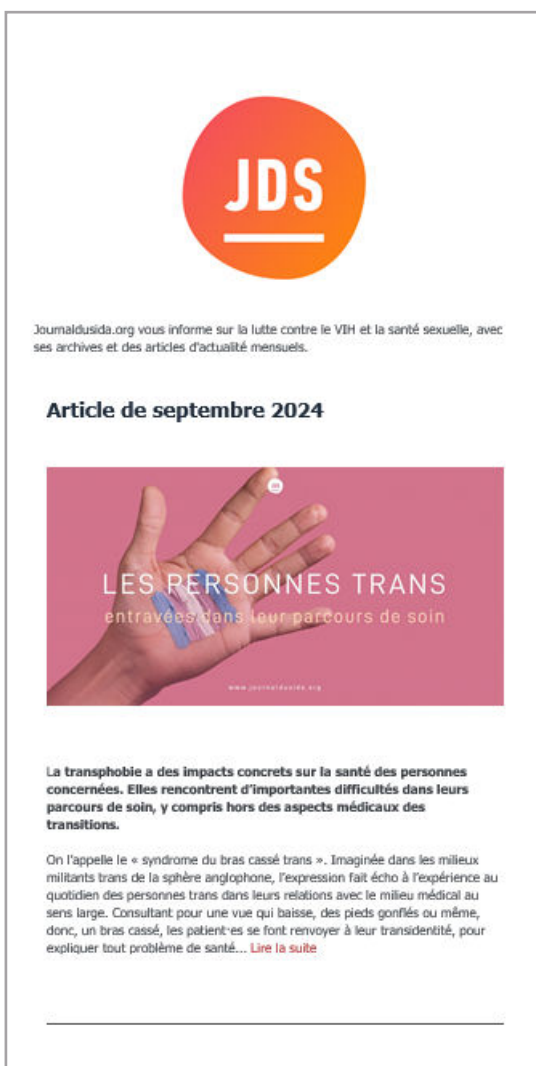 JDS
Journaldusida.org vous informe sur la lutte contre le VIH et la santé sexuelle, avec
ses archives et des articles d'actualité mensuels.
Article de septembre 2024
JDS
LES PERSONNES TRANS
entravées dans leur parcours de soin
www.journaldusida.org
La transphobie a des impacts concrets sur la santé des personnes
concernées. Elles rencontrent d'importantes difficultés dans leurs
parcours de soin, y compris hors des aspects médicaux des
transitions.
On l'appelle le « syndrome du bras cassé trans ». Imaginée dans les milieux
militants trans de la sphère anglophone, l'expression fait écho à l'expérience au
quotidien des personnes trans dans leurs relations avec le milieu médical au
sens large. Consultant pour une vue qui baisse, des pieds gonflés ou même,
donc, un bras cassé, les patient·es se font renvoyer à leur transidentité, pour
expliquer tout problème de santé... Lire la suite